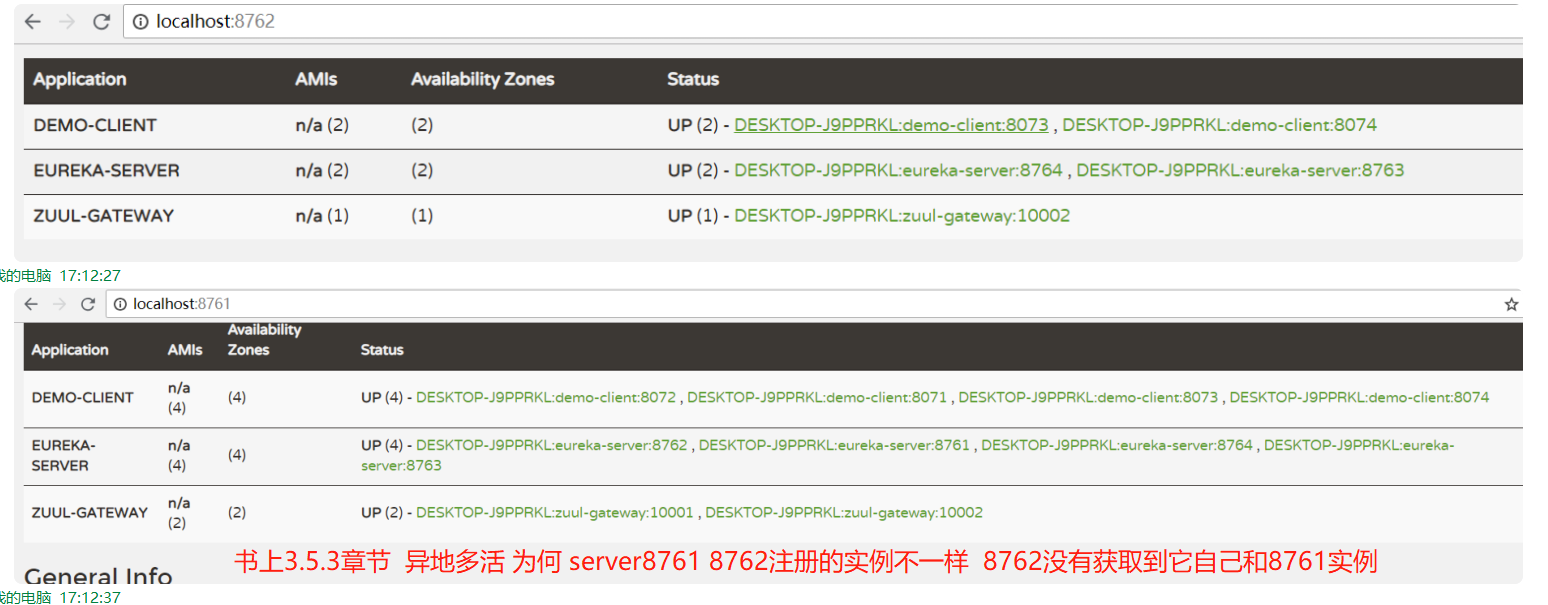 localhost:8762
Application AMIs Availability Zones Status
DEMO-CLIENT n/a (2) (2) UP (2) - DESKTOP-J9PPRKL:demo-client:8073 , DESKTOP-J9PPRKL:demo-client:8074
EUREKA-SERVER n/a (2) (2) UP (2) - DESKTOP-J9PPRKL:eureka-server:8764 , DESKTOP-J9PPRKL:eureka-server:8763
ZUUL-GATEWAY n/a (1) (1) UP (1) - DESKTOP-J9PPRKL:zuul-gateway:10002
我的电脑 17:12:27
localhost:8761
Availability
Application AMIs Zones Status
n/a
DEMO-CLIENT (4) UP (4) - DESKTOP-J9PPRKL:demo-client:8072 , DESKTOP-J9PPRKL:demo-client:8071 , DESKTOP-J9PPRKL:demo-client:8073 , DESKTOP-J9PPRKL:demo-client:8074
(4)
EUREKA- n/a UP (4) - DESKTOP-J9PPRKL:eureka-server:8762 , DESKTOP-J9PPRKL:eureka-server:8761 , DESKTOP-J9PPRKL:eureka-server:8764 , DESKTOP-J9PPRKL:eureka-
(4)
SERVER (4) server:8763
n/a
ZUUL-GATEWAY (2) UP (2) - DESKTOP-J9PPRKL:zuul-gateway:10001 , DESKTOP-J9PPRKL:zuul-gateway:10002
(2)
书上3.5.3章节 异地多活 为何 server8761 8762注册的实例不一样 8762没有获取到它自己和8761实例
General Info
我的电脑 17:12:37